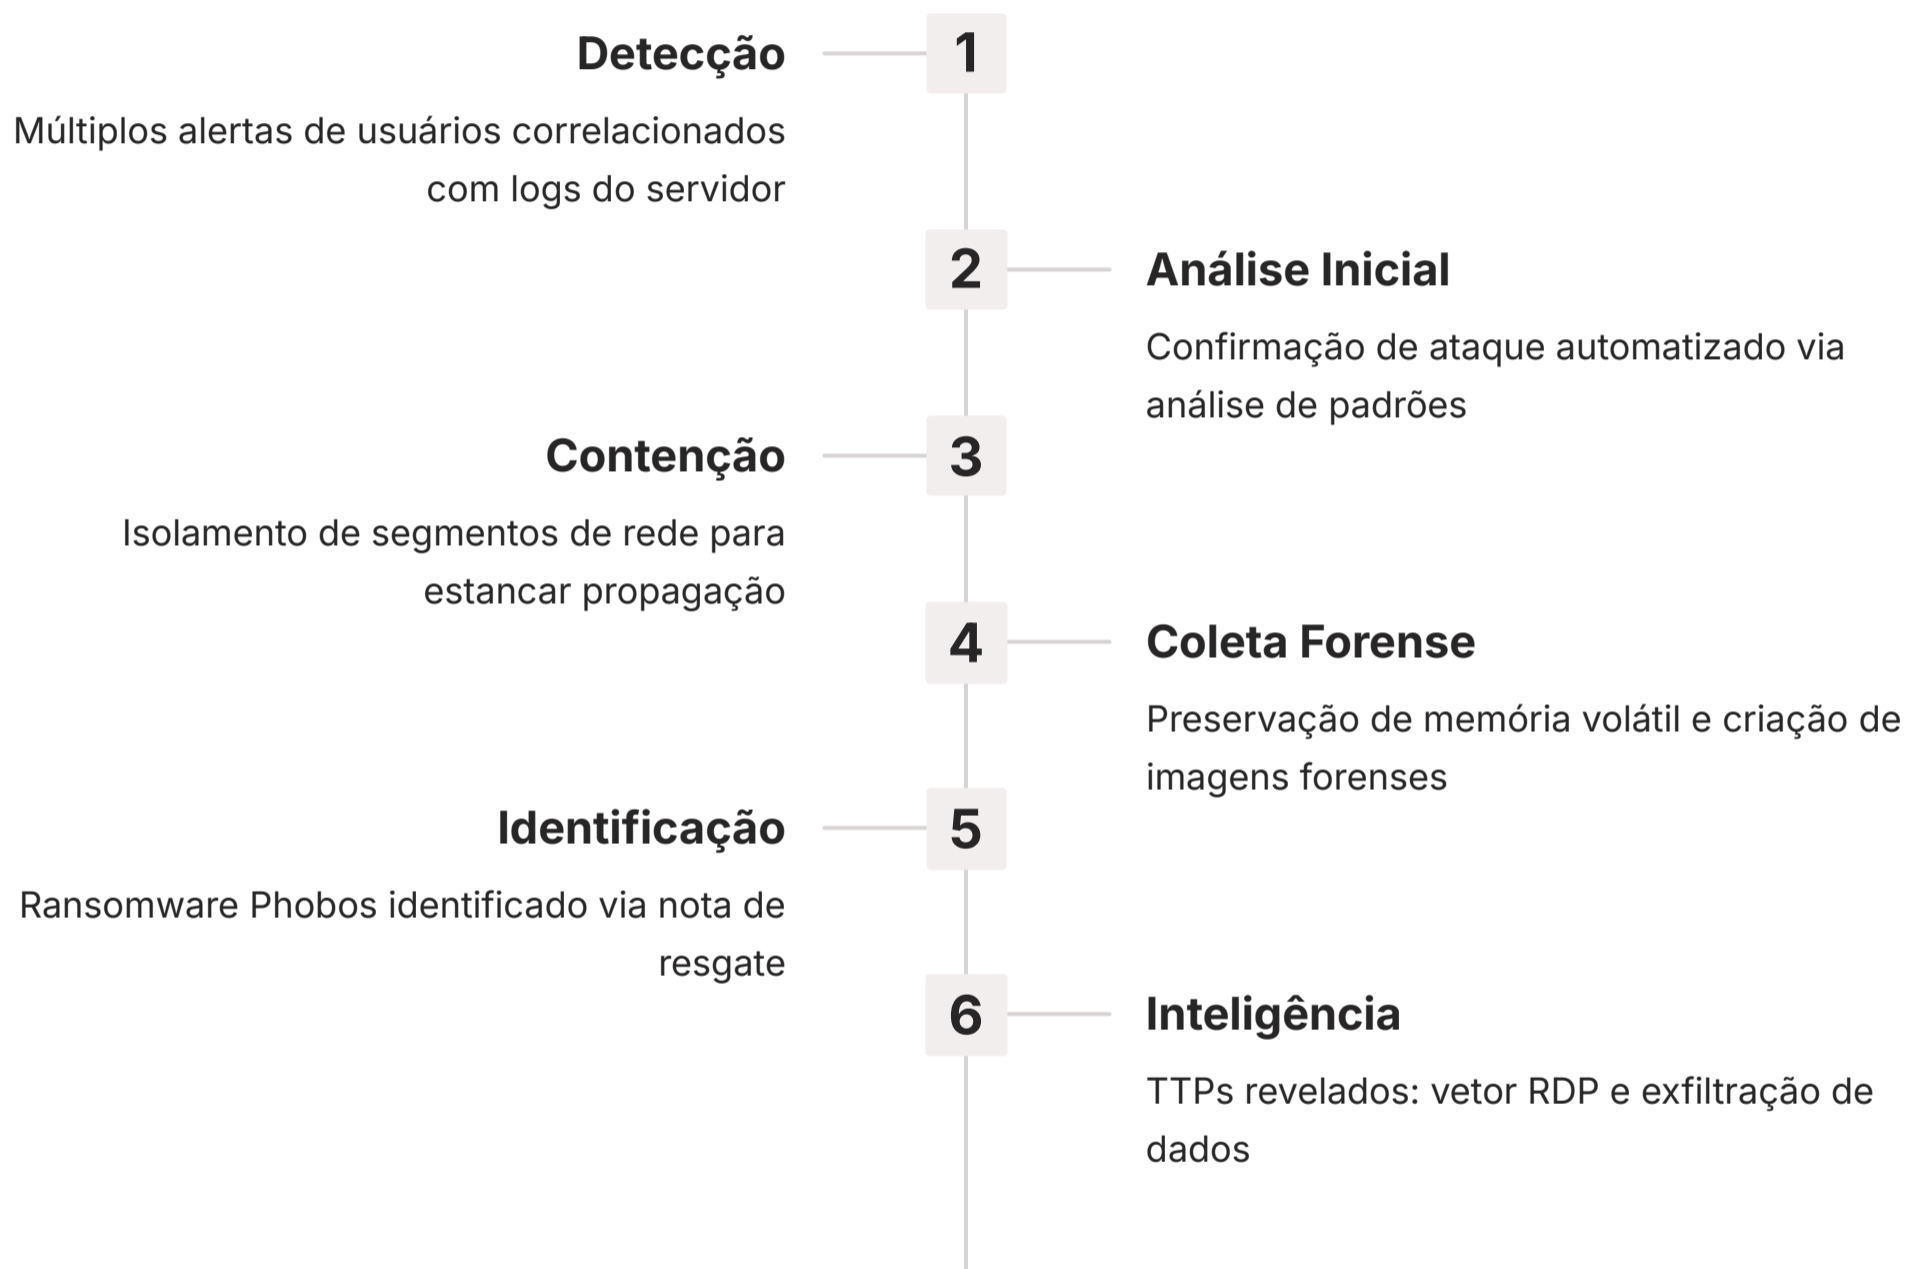 1
Detecção
Múltiplos alertas de usuários correlacionados
com logs do servidor
2
Análise Inicial
Confirmação de ataque automatizado via
análise de padrões
3
Contenção
Isolamento de segmentos de rede para
estancar propagação
4
Coleta Forense
Preservação de memória volátil e criação de
imagens forenses
5
Identificação
Ransomware Phobos identificado via nota de
resgate
6
Inteligência
TTPs revelados: vetor RDP e exfiltração de
dados